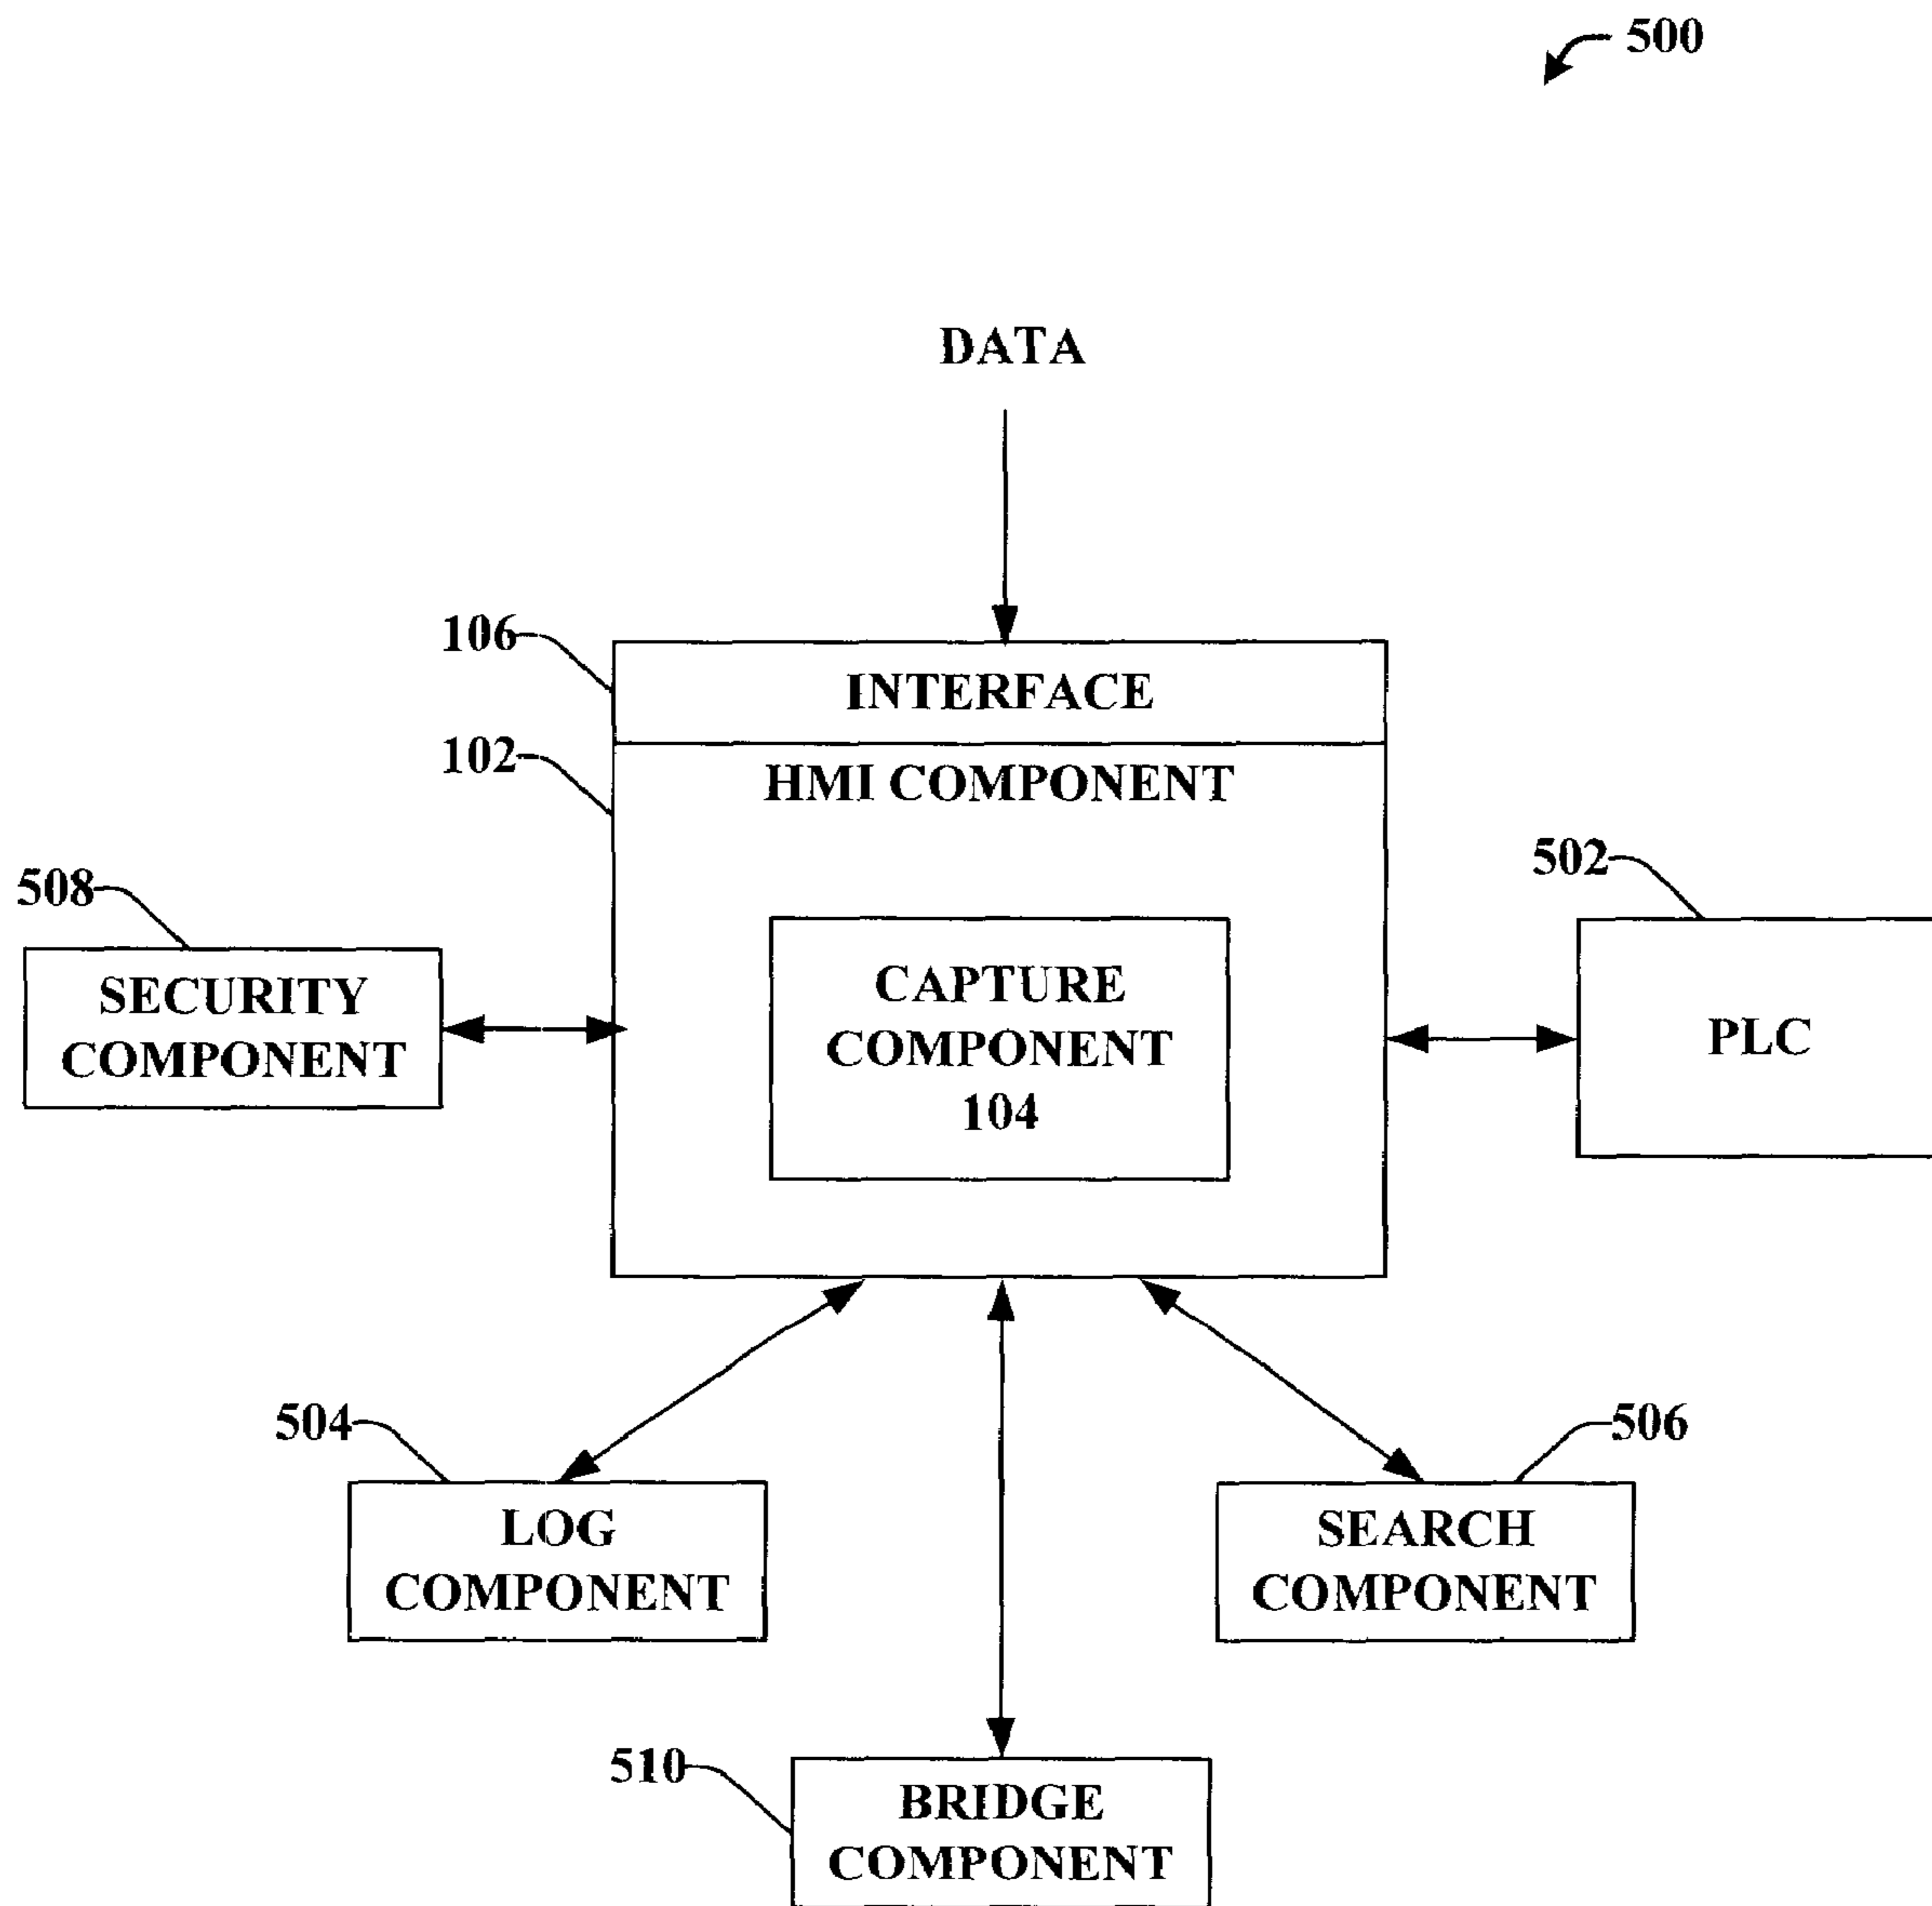 500
DATA
106
INTERFACE
102
HMI COMPONENT
508
502
SECURITY
COMPONENT
CAPTURE
COMPONENT
104
PLC
504
506
LOG
COMPONENT
SEARCH
COMPONENT
510
BRIDGE
COMPONENT